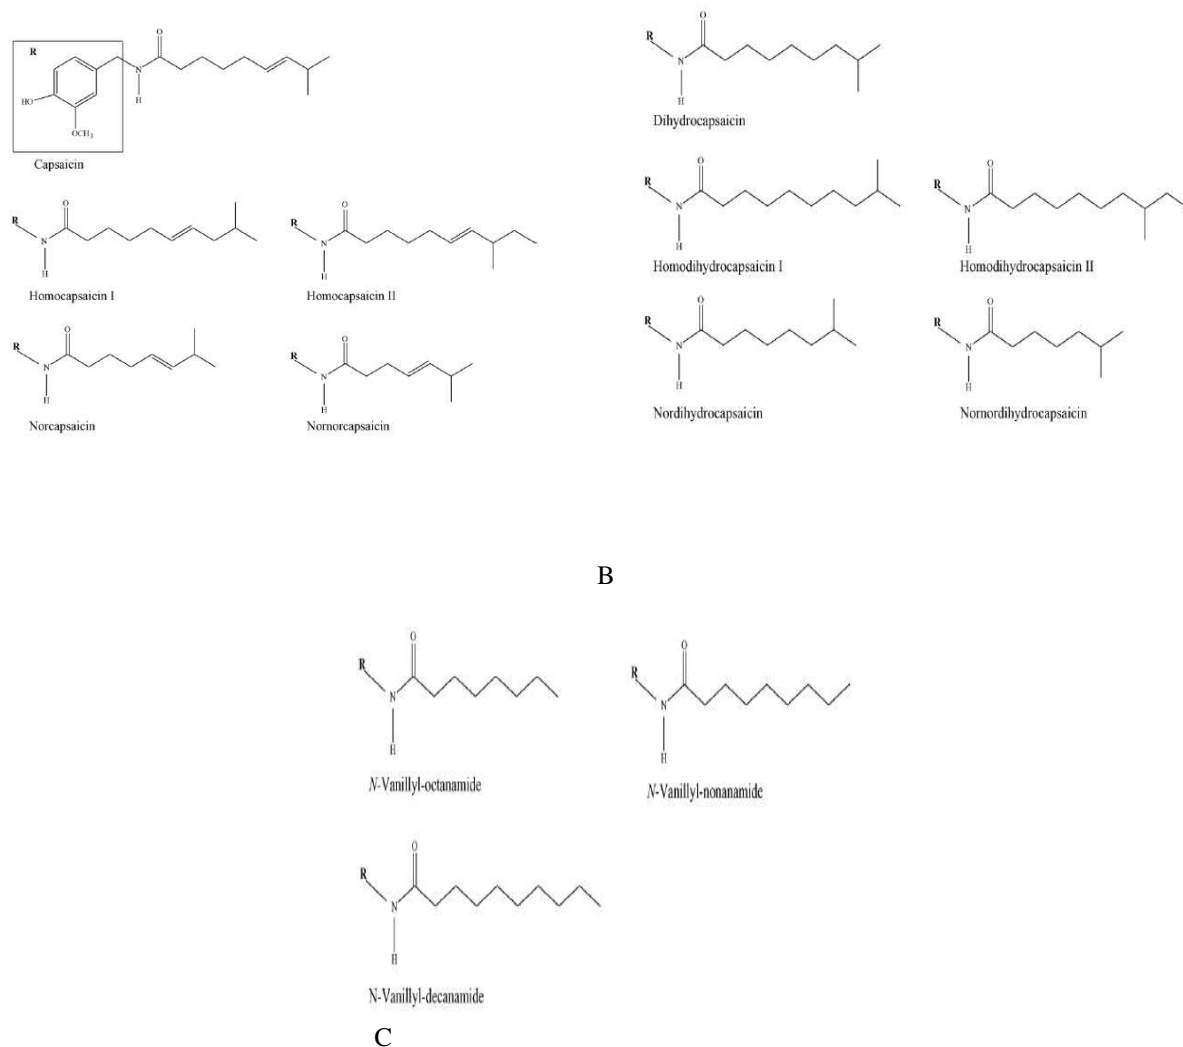 R
O
N
H
HO
OCH3
Capsaicin
R
O
N
H
Dihydrocapsaicin
R
O
N
H
Homocapsaicin I
R
O
N
H
Homocapsaicin II
R
O
N
H
Homodihydrocapsaicin I
R
O
N
H
Homodihydrocapsaicin II
R
O
N
H
Norcapsaicin
R
O
N
H
Nornorcapsaicin
R
O
N
H
Nordihydrocapsaicin
R
O
N
H
Nornordihydrocapsaicin
B
R
O
N
H
N-Vanillyl-octanamide
R
O
N
H
N-Vanillyl-nonanamide
R
O
N
H
N-Vanillyl-decanamide
C